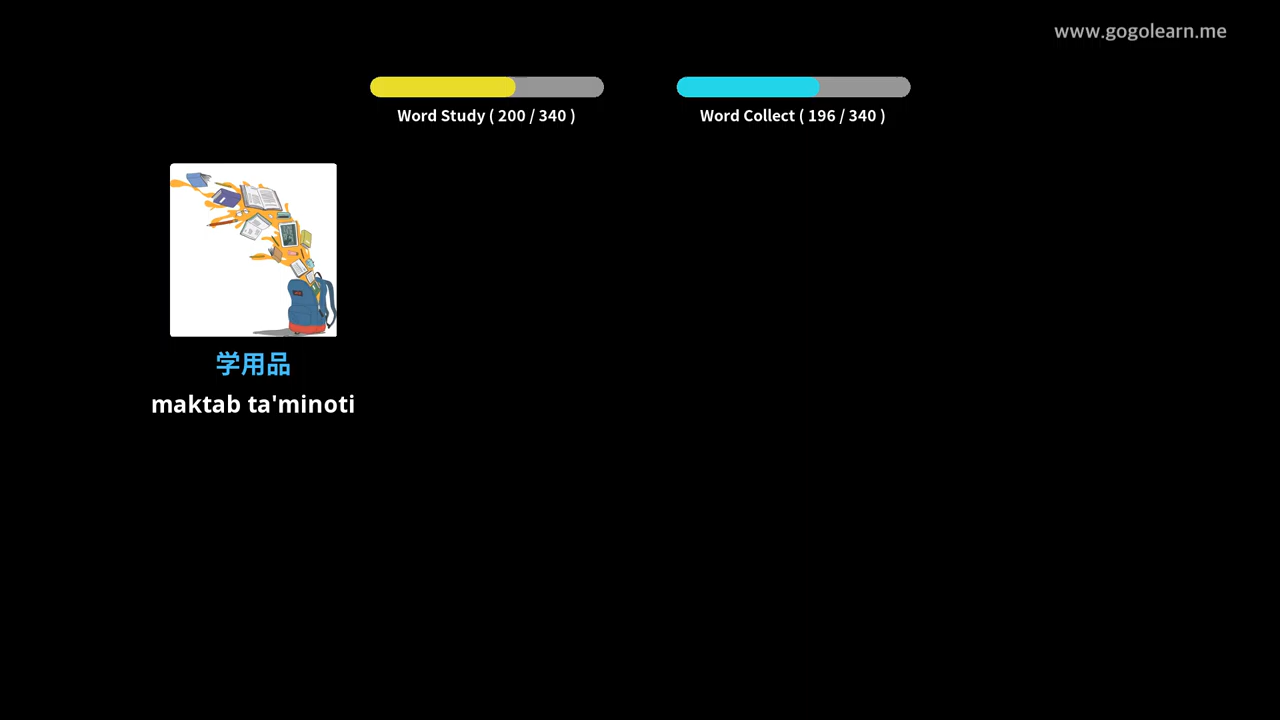 www.gogolearn.me
Word Study ( 200 / 340 )
Word Collect ( 196 / 340 )
学用品
maktab ta'minoti